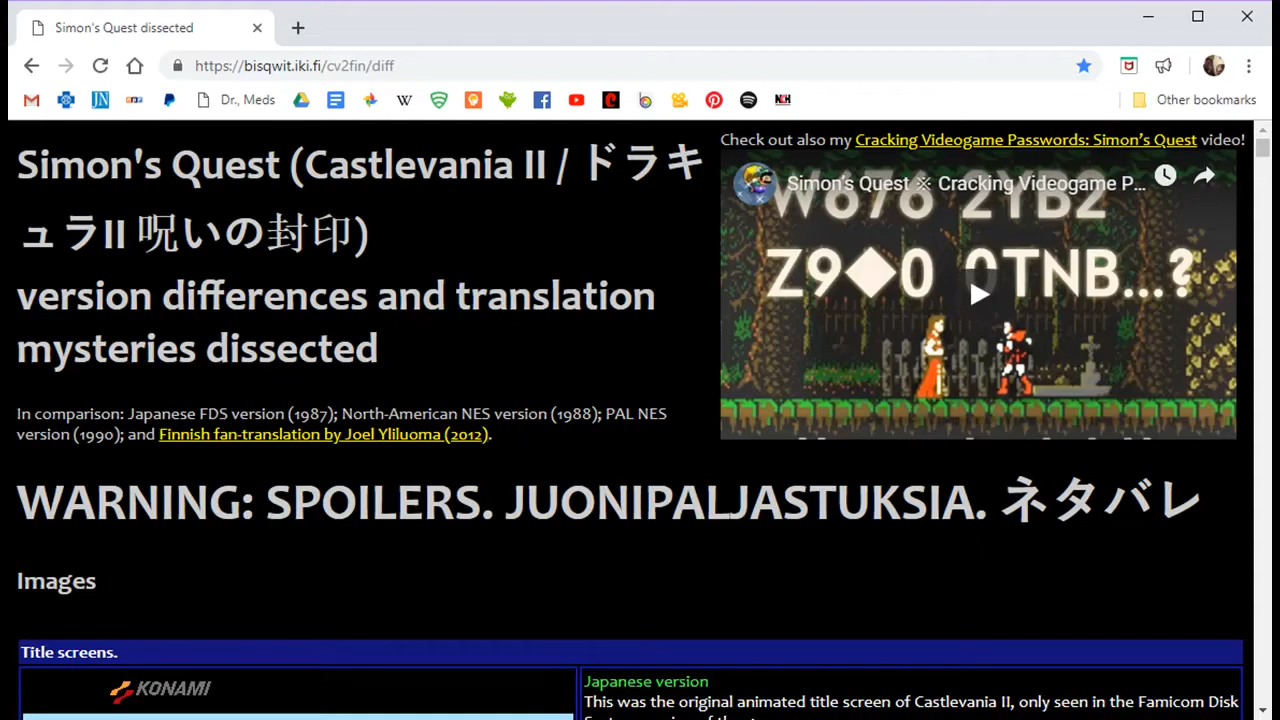 Simon's Quest dissected
https://bisqwit.iki.fi/cv2fin/diff
JN
Dr., Meds
W
NCH
Other bookmarks
Simon's Quest (Castlevania II / ドラキ
ュラII 呪いの封印)
version differences and translation
mysteries dissected
In comparison: Japanese FDS version (1987); North-American NES version (1988); PAL NES
version (1990); and Finnish fan-translation by Joel Yliluoma (2012).
Check out also my Cracking Videogame Passwords: Simon’s Quest video!
Simon’s Quest ※ Cracking Videogame P...
W676 2YB2
Z9◆0 0TNB...?
WARNING: SPOILERS. JUONIPALJASTUKSIA. ネタバレ
Images
Title screens.
KONAMI
Japanese version
This was the original animated title screen of Castlevania II, only seen in the Famicom Disk